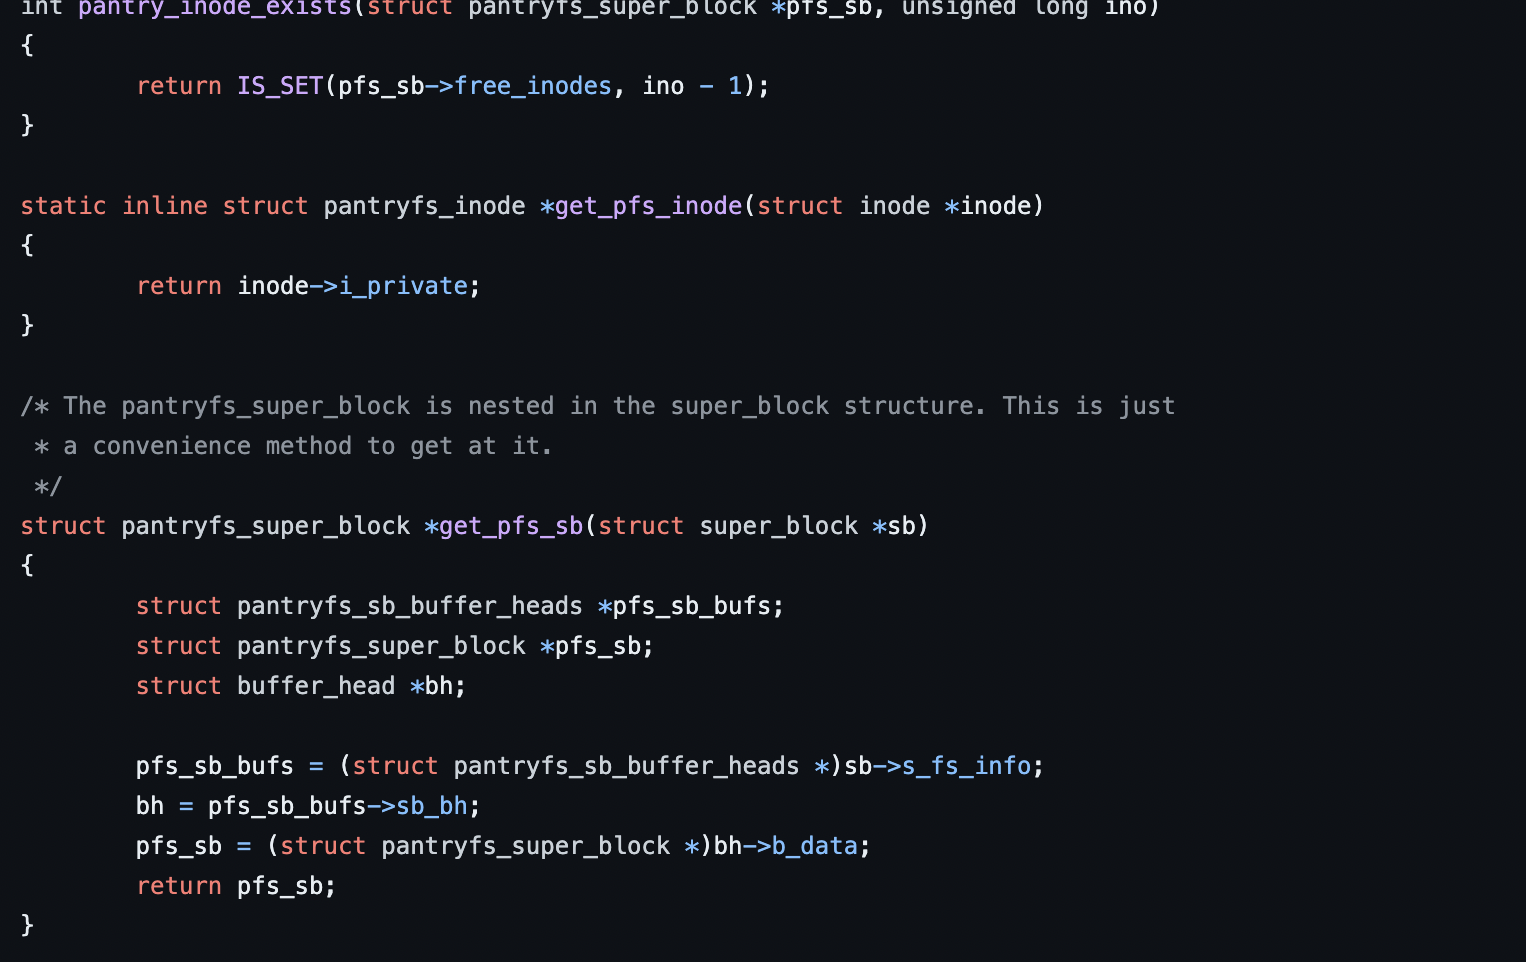 int pantry_inode_exists(struct pantryfs_super_block *pfs_sb, unsigned long ino)
{
        return IS_SET(pfs_sb->free_inodes, ino - 1);
}

static inline struct pantryfs_inode *get_pfs_inode(struct inode *inode)
{
        return inode->i_private;
}

/* The pantryfs_super_block is nested in the super_block structure. This is just
 * a convenience method to get at it.
 */
struct pantryfs_super_block *get_pfs_sb(struct super_block *sb)
{
        struct pantryfs_sb_buffer_heads *pfs_sb_bufs;
        struct pantryfs_super_block *pfs_sb;
        struct buffer_head *bh;

        pfs_sb_bufs = (struct pantryfs_sb_buffer_heads *)sb->s_fs_info;
        bh = pfs_sb_bufs->sb_bh;
        pfs_sb = (struct pantryfs_super_block *)bh->b_data;
        return pfs_sb;
}